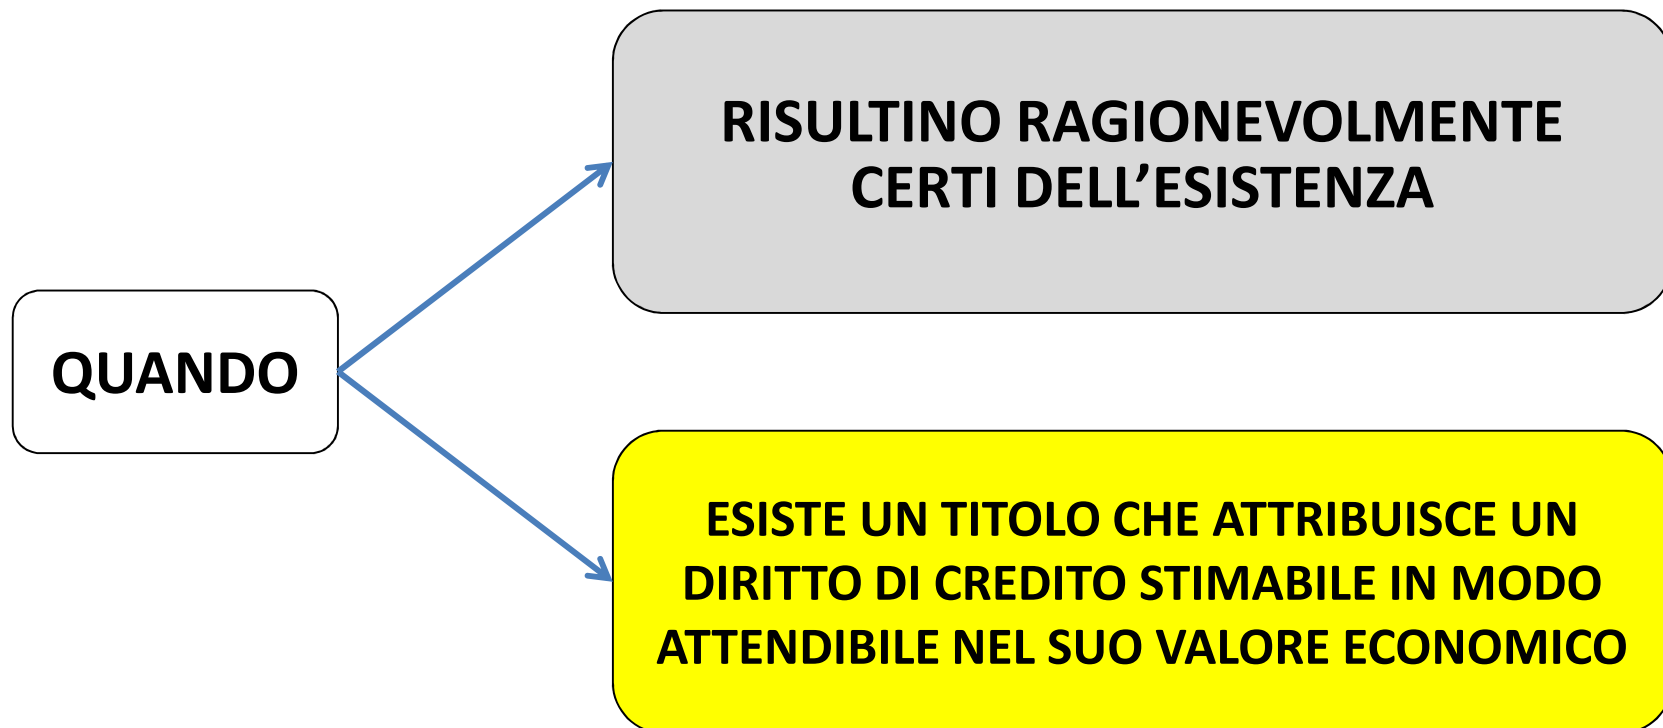 RISULTINO RAGIONEVOLMENTE
CERTI DELL’ESISTENZA
QUANDO
ESISTE UN TITOLO CHE ATTRIBUISCE UN
DIRITTO DI CREDITO STIMABILE IN MODO
ATTENDIBILE NEL SUO VALORE ECONOMICO